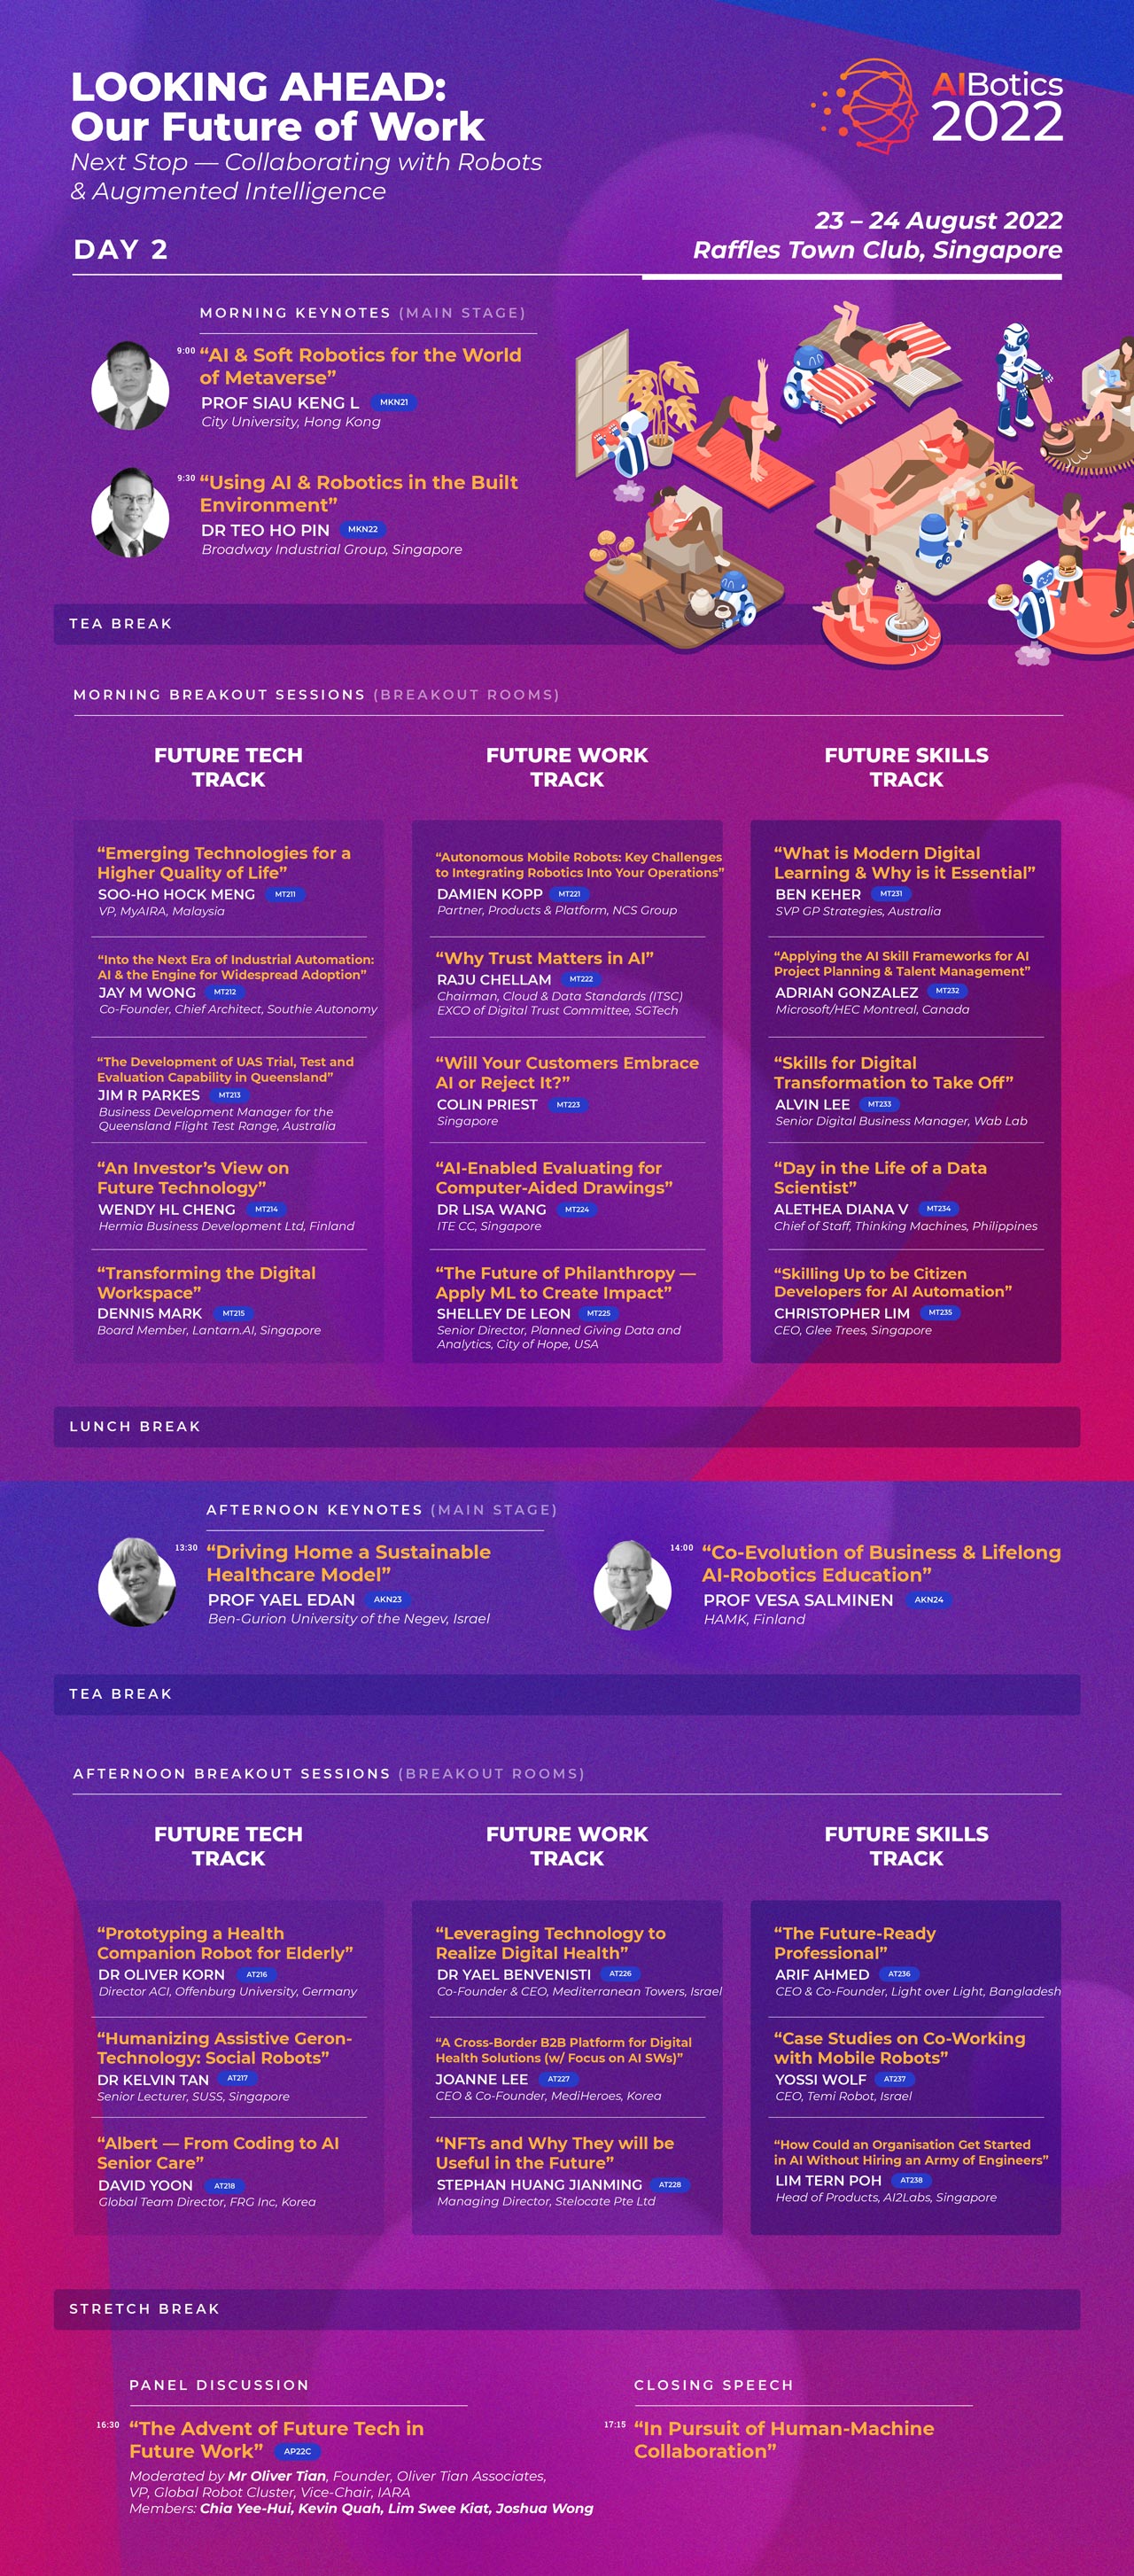 LOOKING AHEAD:
Our Future of Work
Next Stop — Collaborating with Robots
& Augmented Intelligence
AIBotics
2022
DAY 2
23 – 24 August 2022
Raffles Town Club, Singapore
MORNING KEYNOTES (MAIN STAGE)
9:00 “AI & Soft Robotics for the World
of Metaverse”
PROF SIAU KENG L MKN21
City University, Hong Kong
9:30 “Using AI & Robotics in the Built
Environment”
DR TEO HO PIN MKN22
Broadway Industrial Group, Singapore
TEA BREAK
MORNING BREAKOUT SESSIONS (BREAKOUT ROOMS)
FUTURE TECH
TRACK
“Emerging Technologies for a
Higher Quality of Life”
SOO-HO HOCK MENG MT211
VP, MyAIRA, Malaysia
“Into the Next Era of Industrial Automation:
AI & the Engine for Widespread Adoption”
JAY M WONG MT212
Co-Founder, Chief Architect, Southie Autonomy
“The Development of UAS Trial, Test and
Evaluation Capability in Queensland”
JIM R PARKES MT213
Business Development Manager for the
Queensland Flight Test Range, Australia
“An Investor’s View on
Future Technology”
WENDY HL CHENG MT214
Hermia Business Development Ltd, Finland
“Transforming the Digital
Workspace”
DENNIS MARK MT215
Board Member, Lantarn.AI, Singapore
FUTURE WORK
TRACK
“Autonomous Mobile Robots: Key Challenges
to Integrating Robotics Into Your Operations”
DAMIEN KOPP MT221
Partner, Products & Platform, NCS Group
“Why Trust Matters in AI”
RAJU CHELLAM MT222
Chairman, Cloud & Data Standards (ITSC)
EXCO of Digital Trust Committee, SGTech
“Will Your Customers Embrace
AI or Reject It?”
COLIN PRIEST MT223
Singapore
“AI-Enabled Evaluating for
Computer-Aided Drawings”
DR LISA WANG MT224
ITE CC, Singapore
“The Future of Philanthropy —
Apply ML to Create Impact”
SHELLEY DE LEON MT225
Senior Director, Planned Giving Data and
Analytics, City of Hope, USA
FUTURE SKILLS
TRACK
“What is Modern Digital
Learning & Why is it Essential”
BEN KEHER MT231
SVP GP Strategies, Australia
“Applying the AI Skill Frameworks for AI
Project Planning & Talent Management”
ADRIAN GONZALEZ MT232
Microsoft/HEC Montreal, Canada
“Skills for Digital
Transformation to Take Off”
ALVIN LEE MT233
Senior Digital Business Manager, Wab Lab
“Day in the Life of a Data
Scientist”
ALETHEA DIANA V MT234
Chief of Staff, Thinking Machines, Philippines
“Skilling Up to be Citizen
Developers for AI Automation”
CHRISTOPHER LIM MT235
CEO, Glee Trees, Singapore
LUNCH BREAK
AFTERNOON KEYNOTES (MAIN STAGE)
13:30 “Driving Home a Sustainable
Healthcare Model”
PROF YAEL EDAN AKN23
Ben-Gurion University of the Negev, Israel
14:00 “Co-Evolution of Business & Lifelong
AI-Robotics Education”
PROF VESA SALMINEN AKN24
HAMK, Finland
TEA BREAK
AFTERNOON BREAKOUT SESSIONS (BREAKOUT ROOMS)
FUTURE TECH
TRACK
“Prototyping a Health
Companion Robot for Elderly”
DR OLIVER KORN AT216
Director ACI, Offenburg University, Germany
“Humanizing Assistive Geron-
Technology: Social Robots”
DR KELVIN TAN AT217
Senior Lecturer, SUSS, Singapore
“Albert — From Coding to AI
Senior Care”
DAVID YOON AT218
Global Team Director, FRG Inc, Korea
FUTURE WORK
TRACK
“Leveraging Technology to
Realize Digital Health”
DR YAEL BENVENISTI AT226
Co-Founder & CEO, Mediterranean Towers, Israel
“A Cross-Border B2B Platform for Digital
Health Solutions (w/ Focus on AI SWs)”
JOANNE LEE AT227
CEO & Co-Founder, MediHeroes, Korea
“NFTs and Why They will be
Useful in the Future”
STEPHAN HUANG JIANMING AT228
Managing Director, Stelocate Pte Ltd
FUTURE SKILLS
TRACK
“The Future-Ready
Professional”
ARIF AHMED AT236
CEO & Co-Founder, Light over Light, Bangladesh
“Case Studies on Co-Working
with Mobile Robots”
YOSSI WOLF AT237
CEO, Temi Robot, Israel
“How Could an Organisation Get Started
in AI Without Hiring an Army of Engineers”
LIM TERN POH AT238
Head of Products, AI2Labs, Singapore
STRETCH BREAK
PANEL DISCUSSION
16:30 “The Advent of Future Tech in
Future Work” AP22C
Moderated by Mr Oliver Tian, Founder, Oliver Tian Associates,
VP, Global Robot Cluster, Vice-Chair, IARA
Members: Chia Yee-Hui, Kevin Quah, Lim Swee Kiat, Joshua Wong
CLOSING SPEECH
17:15 “In Pursuit of Human-Machine
Collaboration”